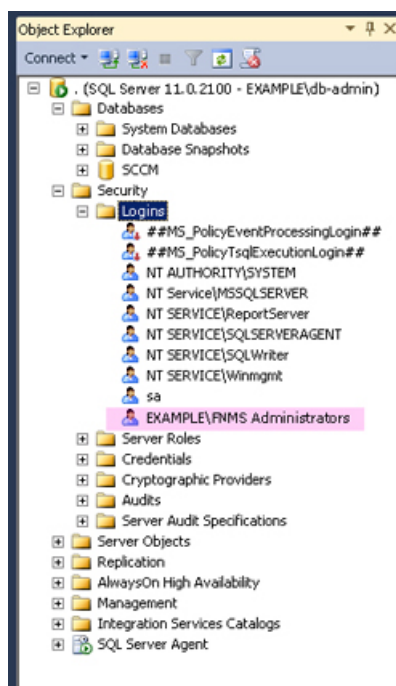 Object Explorer
Connect
. (SQL Server 11.0.2100 - EXAMPLE\db-admin)
Databases
System Databases
Database Snapshots
SCCM
Security
Logins
##MS_PolicyEventProcessingLogin##
##MS_PolicyTsqlExecutionLogin##
NT AUTHORITY\SYSTEM
NT Service\MSSQLSERVER
NT SERVICE\ReportServer
NT SERVICE\SQLSERVERAGENT
NT SERVICE\SQLWriter
NT SERVICE\Winmgmt
sa
EXAMPLE\FNMS Administrators
Server Roles
Credentials
Cryptographic Providers
Audits
Server Audit Specifications
Server Objects
Replication
AlwaysOn High Availability
Management
Integration Services Catalogs
SQL Server Agent